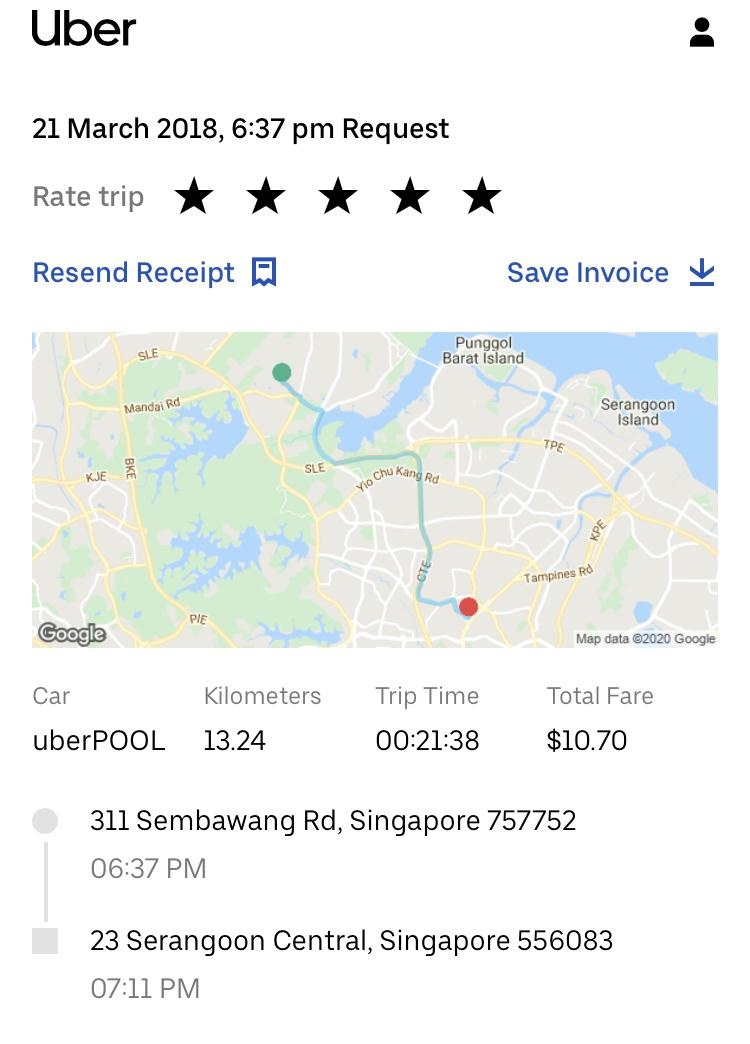 Uber
21 March 2018, 6:37 pm Request
Rate trip
Resend Receipt
Save Invoice
Punggol
Barat Island
SLE
Mandai Rd
Serangoon
Island
TPE
KJE
BKE
SLE
Yio Chu Kang Rd
KPE
CTE
Tampines Rd
PIE
Google
Map data ©2020 Google
Car Kilometers Trip Time Total Fare
uberPOOL 13.24 00:21:38 $10.70
311 Sembawang Rd, Singapore 757752
06:37 PM
23 Serangoon Central, Singapore 556083
07:11 PM